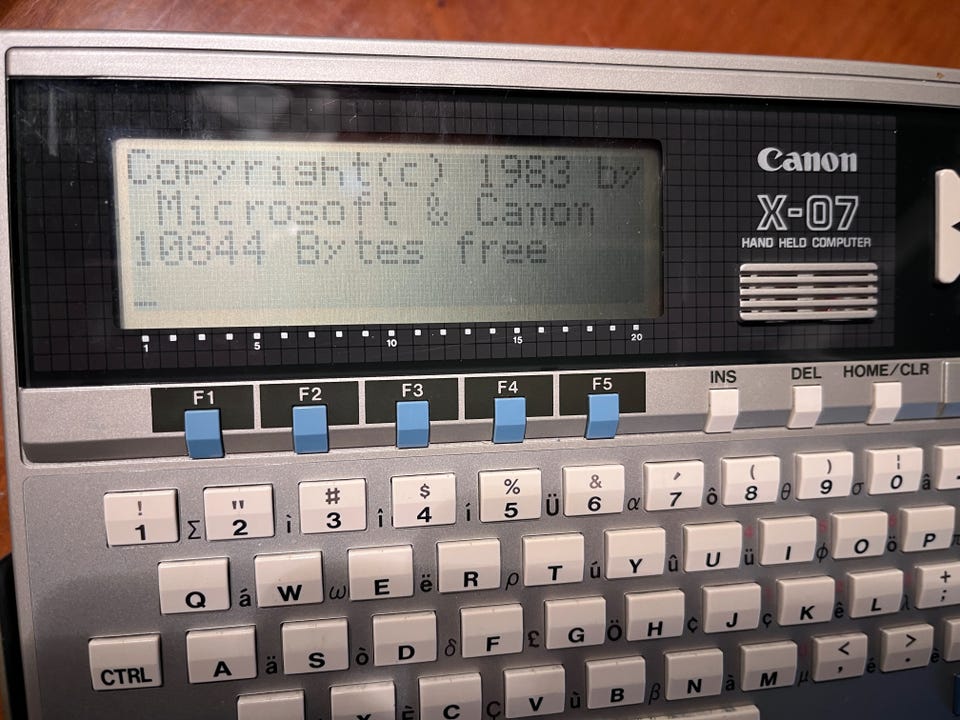 Copyright(c) 1983 by
Microsoft & Canon
10844 Bytes free
Canon
X-07
HAND HELD COMPUTER
1 5 10 15 20
F1 F2 F3 F4 F5 INS DEL HOME/CLR
! " # $ % & ' ( ) ¦
1 Σ 2 ì 3 î 4 í 5 Ü 6 α 7 ô 8 θ 9 σ 0 â
Q á W ω E ë R ρ T ú Y û U ü I ϕ O ö P
+
CTRL A ä S ò D δ F £ G Ö H ¢ J ç K ê L λ ;
< >
X È C Ç V ù B β N à M μ , é . è